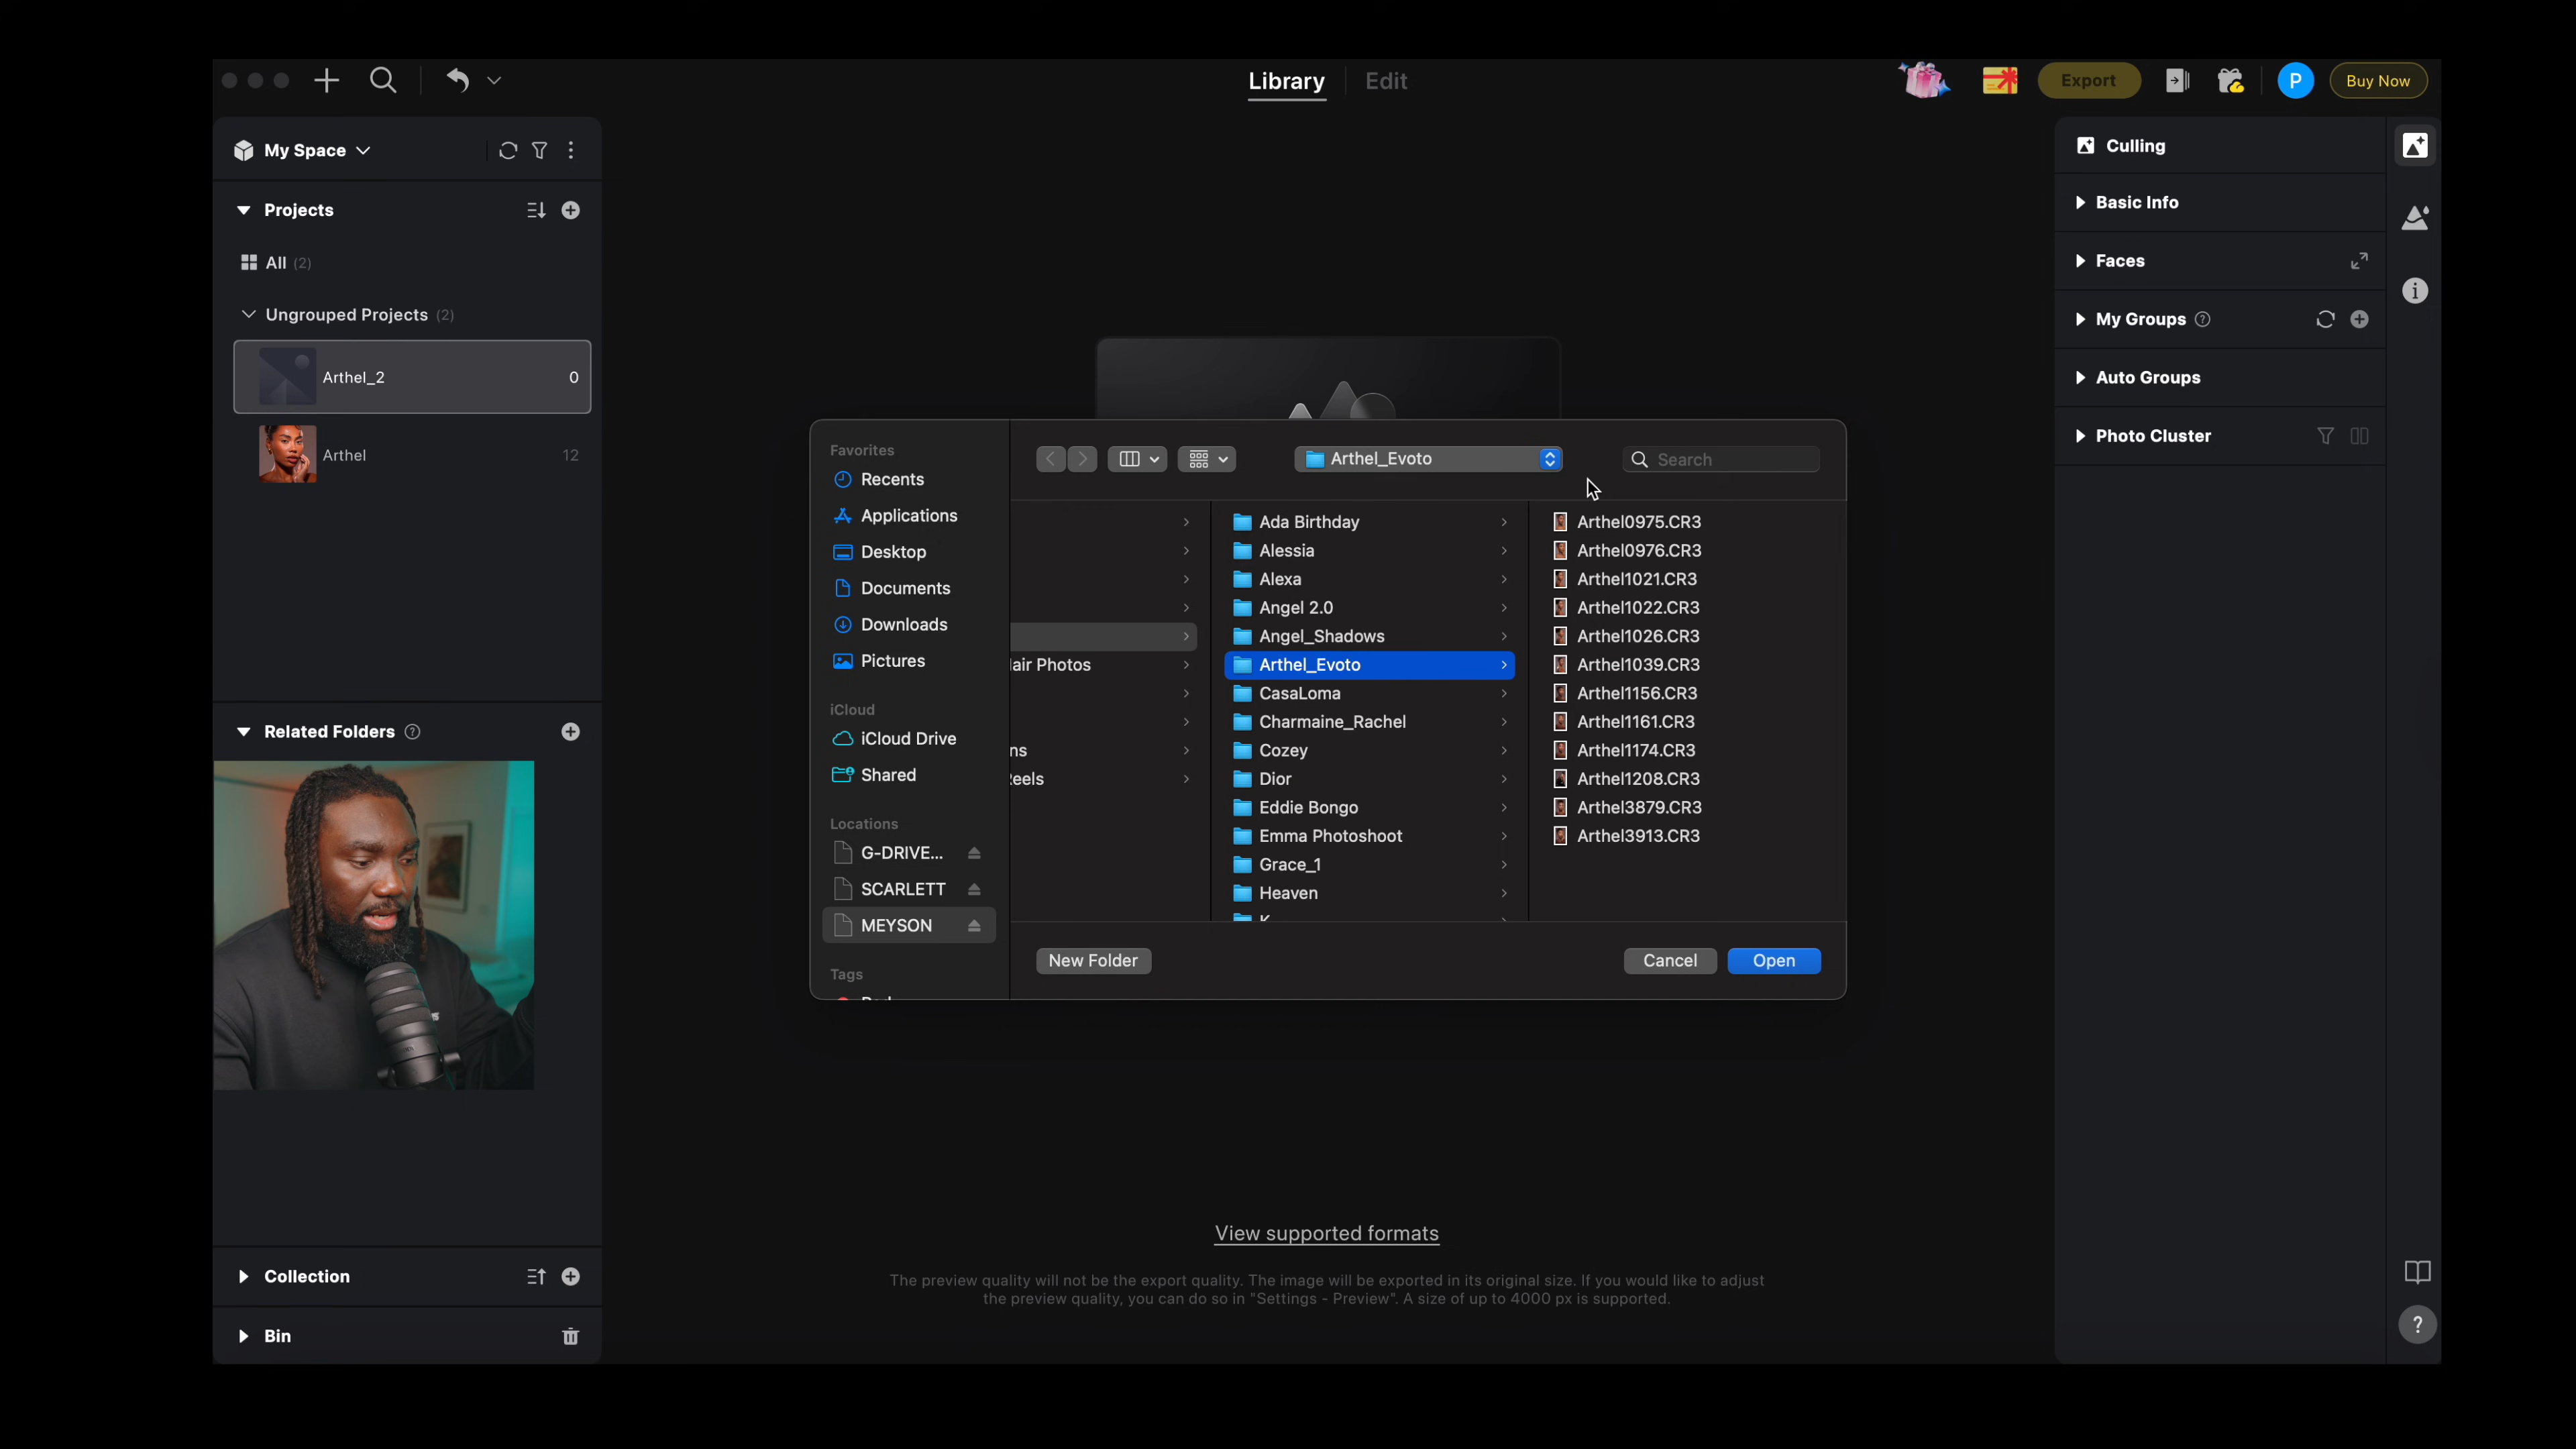 Library
Edit
Export
P
Buy Now
My Space
Projects
All (2)
Ungrouped Projects (2)
Arthel_2 0
Arthel 12
Related Folders ?
Collection
Bin
Favorites
Recents
Applications
Desktop
Documents
Downloads
Pictures
iCloud
iCloud Drive
Shared
Locations
G-DRIVE...
SCARLETT
MEYSON
Tags
Arthel_Evoto
Search
lair Photos
ns
eels
Ada Birthday
Alessia
Alexa
Angel 2.0
Angel_Shadows
Arthel_Evoto
CasaLoma
Charmaine_Rachel
Cozey
Dior
Eddie Bongo
Emma Photoshoot
Grace_1
Heaven
Arthel0975.CR3
Arthel0976.CR3
Arthel1021.CR3
Arthel1022.CR3
Arthel1026.CR3
Arthel1039.CR3
Arthel1156.CR3
Arthel1161.CR3
Arthel1174.CR3
Arthel1208.CR3
Arthel3879.CR3
Arthel3913.CR3
New Folder
Cancel
Open
View supported formats
The preview quality will not be the export quality. The image will be exported in its original size. If you would like to adjust
the preview quality, you can do so in "Settings - Preview". A size of up to 4000 px is supported.
Culling
Basic Info
Faces
My Groups ?
Auto Groups
Photo Cluster
?